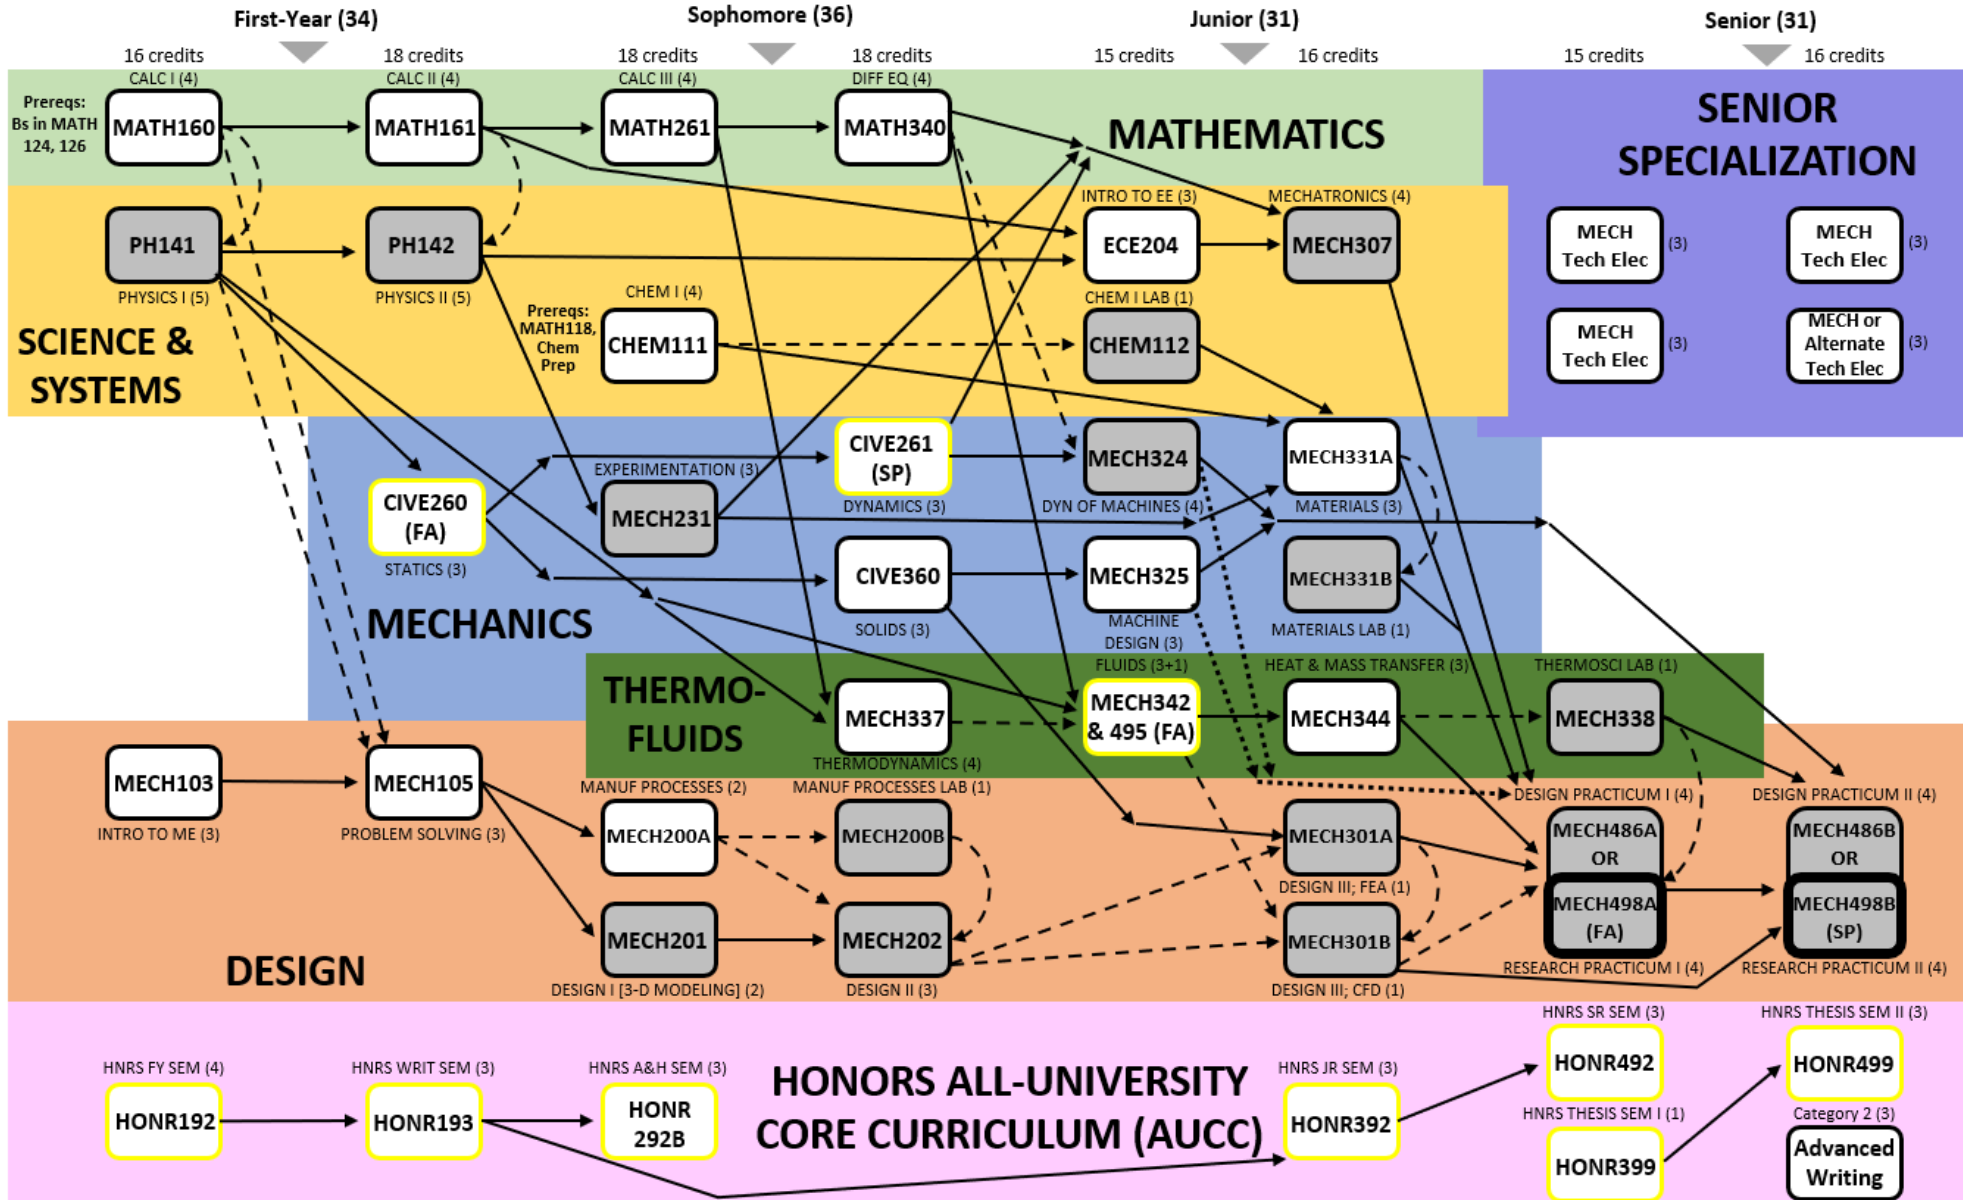 First-Year (34)
Sophomore (36)
Junior (31)
Senior (31)
16 credits
18 credits
18 credits
18 credits
15 credits
16 credits
15 credits
16 credits
CALC I (4)
CALC II (4)
CALC III (4)
DIFF EQ (4)
Prereqs:
Bs in MATH
124, 126
MATH160
MATH161
MATH261
MATH340
MATHEMATICS
SENIOR
SPECIALIZATION
INTRO TO EE (3)
MECHATRONICS (4)
PH141
PH142
ECE204
MECH307
MECH
Tech Elec
(3)
MECH
Tech Elec
(3)
PHYSICS I (5)
PHYSICS II (5)
CHEM I (4)
CHEM I LAB (1)
Prereqs:
MATH118,
Chem
Prep
CHEM111
CHEM112
MECH
Tech Elec
(3)
MECH or
Alternate
Tech Elec
(3)
SCIENCE &
SYSTEMS
CIVE260
(FA)
STATICS (3)
EXPERIMENTATION (3)
MECH231
CIVE261
(SP)
DYNAMICS (3)
MECH324
DYN OF MACHINES (4)
MECH331A
MATERIALS (3)
CIVE360
SOLIDS (3)
MECH325
MACHINE
DESIGN (3)
MECH331B
MATERIALS LAB (1)
MECHANICS
THERMO-
FLUIDS
FLUIDS (3+1)
HEAT & MASS TRANSFER (3)
THERMOSCI LAB (1)
MECH337
THERMODYNAMICS (4)
MECH342
& 495 (FA)
MECH344
MECH338
MECH103
INTRO TO ME (3)
MECH105
PROBLEM SOLVING (3)
MANUF PROCESSES (2)
MANUF PROCESSES LAB (1)
DESIGN PRACTICUM I (4)
DESIGN PRACTICUM II (4)
MECH200A
MECH200B
MECH301A
DESIGN III; FEA (1)
MECH486A
OR
MECH498A
(FA)
MECH486B
OR
MECH498B
(SP)
MECH201
MECH202
MECH301B
DESIGN
DESIGN I [3-D MODELING] (2)
DESIGN II (3)
DESIGN III; CFD (1)
RESEARCH PRACTICUM I (4)
RESEARCH PRACTICUM II (4)
HNRS SR SEM (3)
HNRS THESIS SEM II (3)
HNRS FY SEM (4)
HNRS WRIT SEM (3)
HNRS A&H SEM (3)
HNRS JR SEM (3)
HONORS ALL-UNIVERSITY
CORE CURRICULUM (AUCC)
HONR192
HONR193
HONR
292B
HONR392
HONR492
HONR499
HNRS THESIS SEM I (1)
Category 2 (3)
HONR399
Advanced
Writing